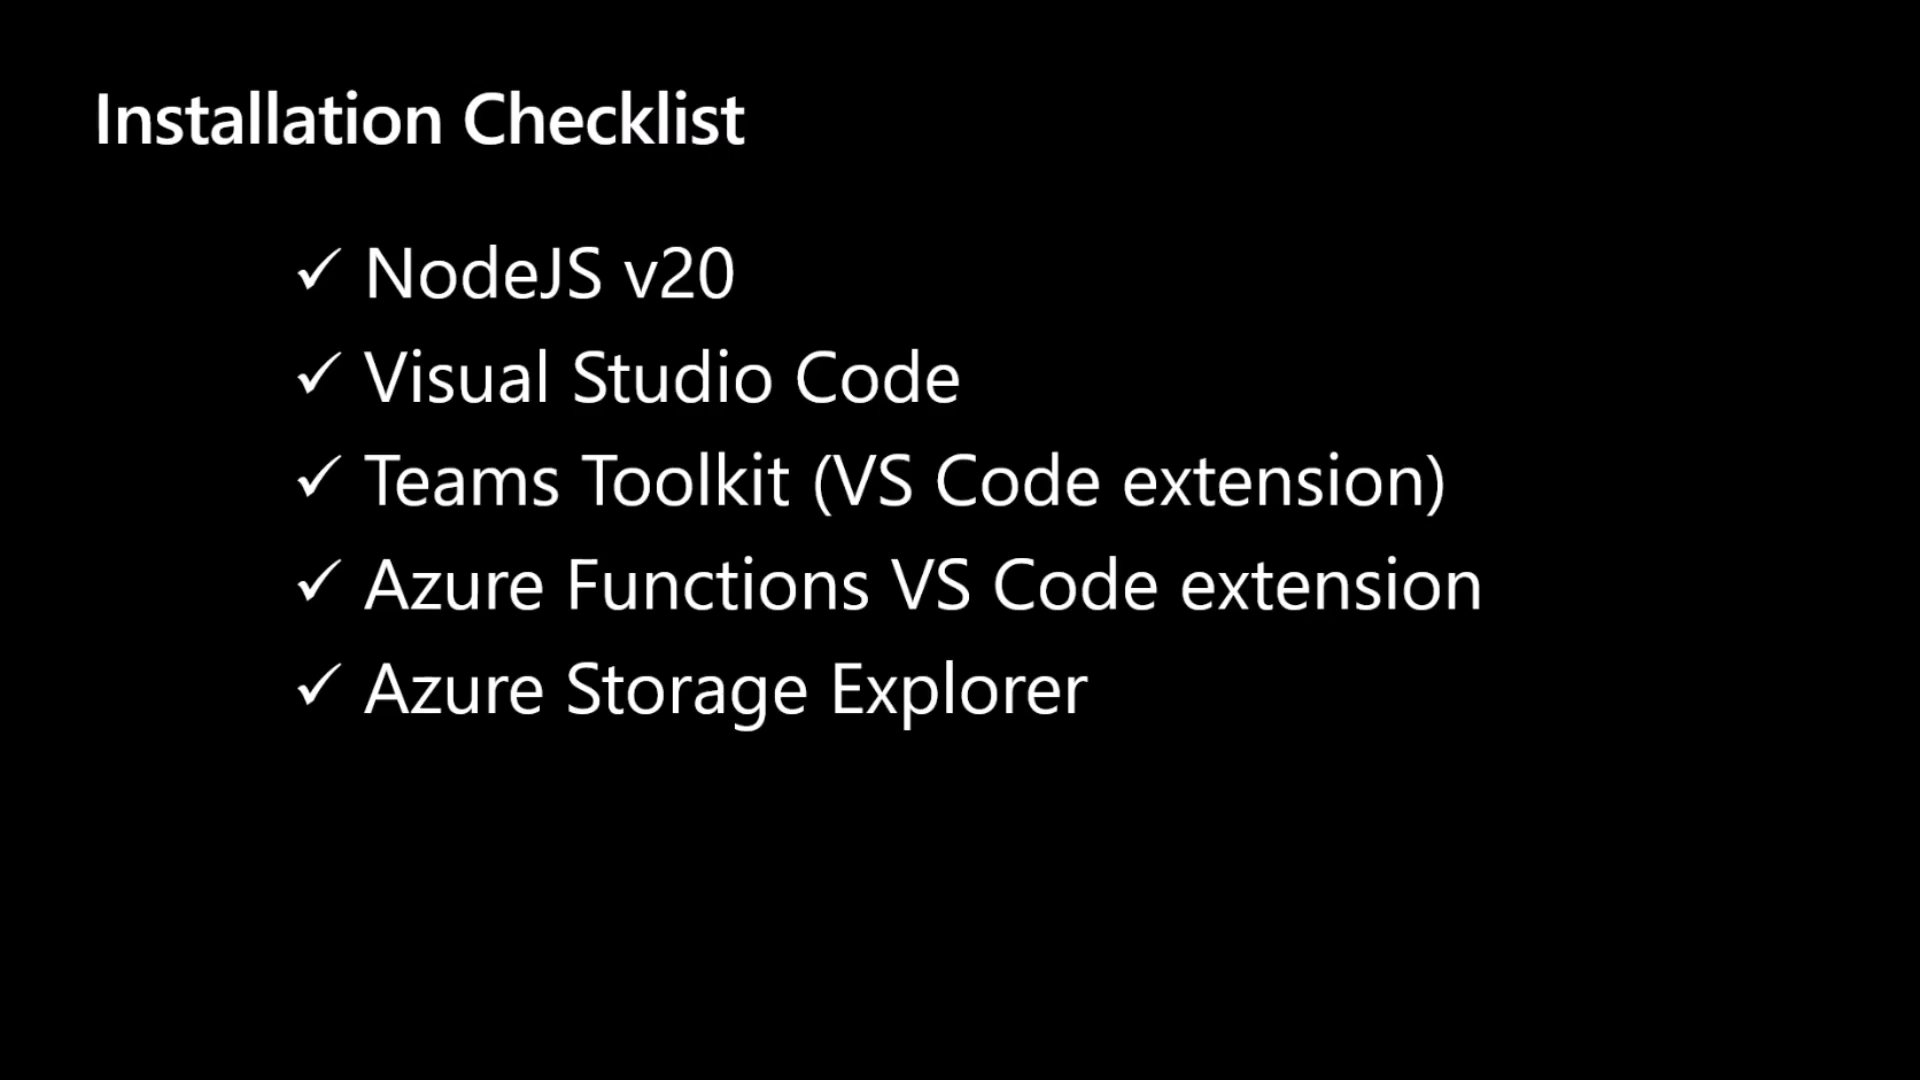 Installation Checklist
✓ NodeJS v20
✓ Visual Studio Code
✓ Teams Toolkit (VS Code extension)
✓ Azure Functions VS Code extension
✓ Azure Storage Explorer